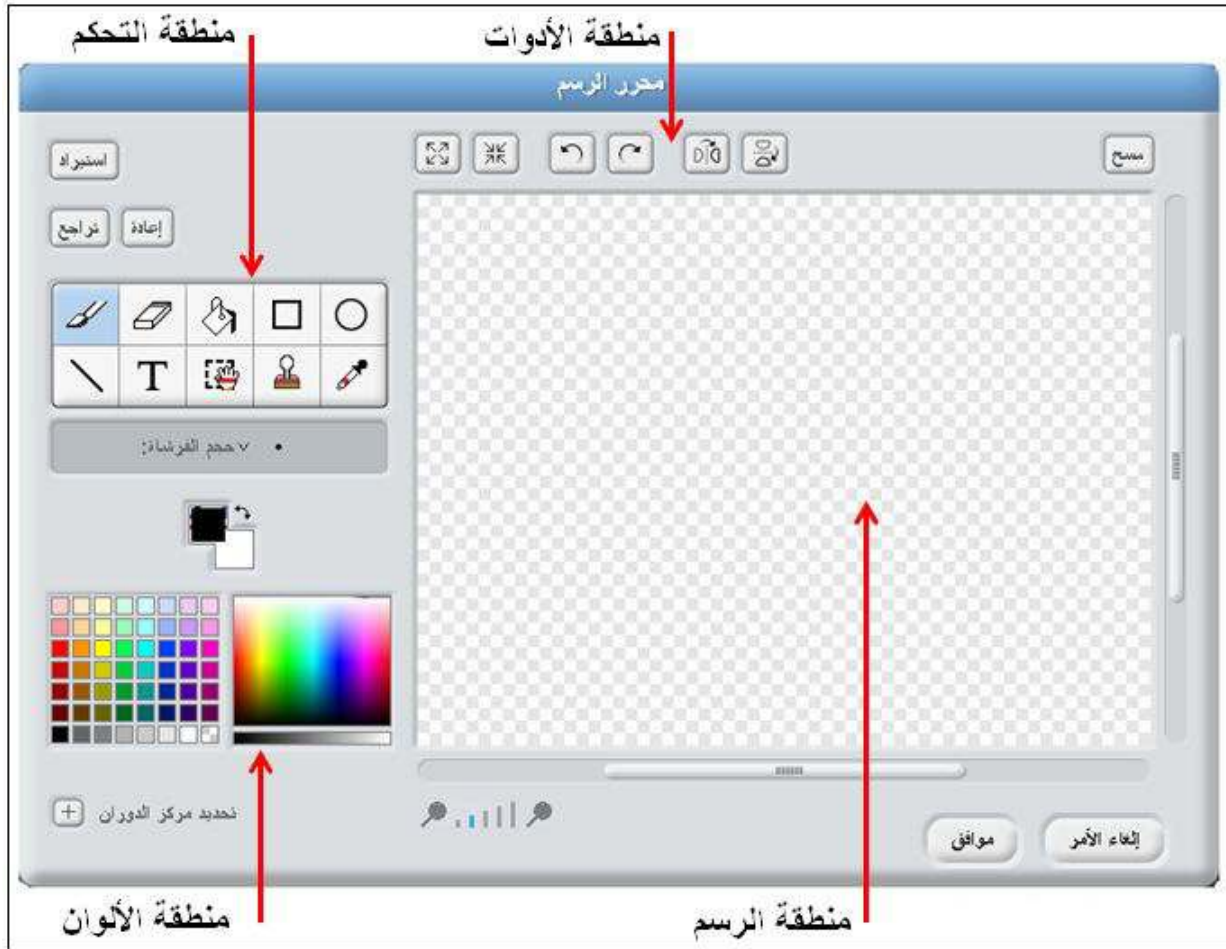 منطقة الأدوات
منطقة التحكم
محرر الرسم
مسح
استيراد
إعادة
تراجع
T
حجم الفرشاة:
تحديد مركز الدوران
إلغاء الأمر
موافق
منطقة الرسم
منطقة الألوان